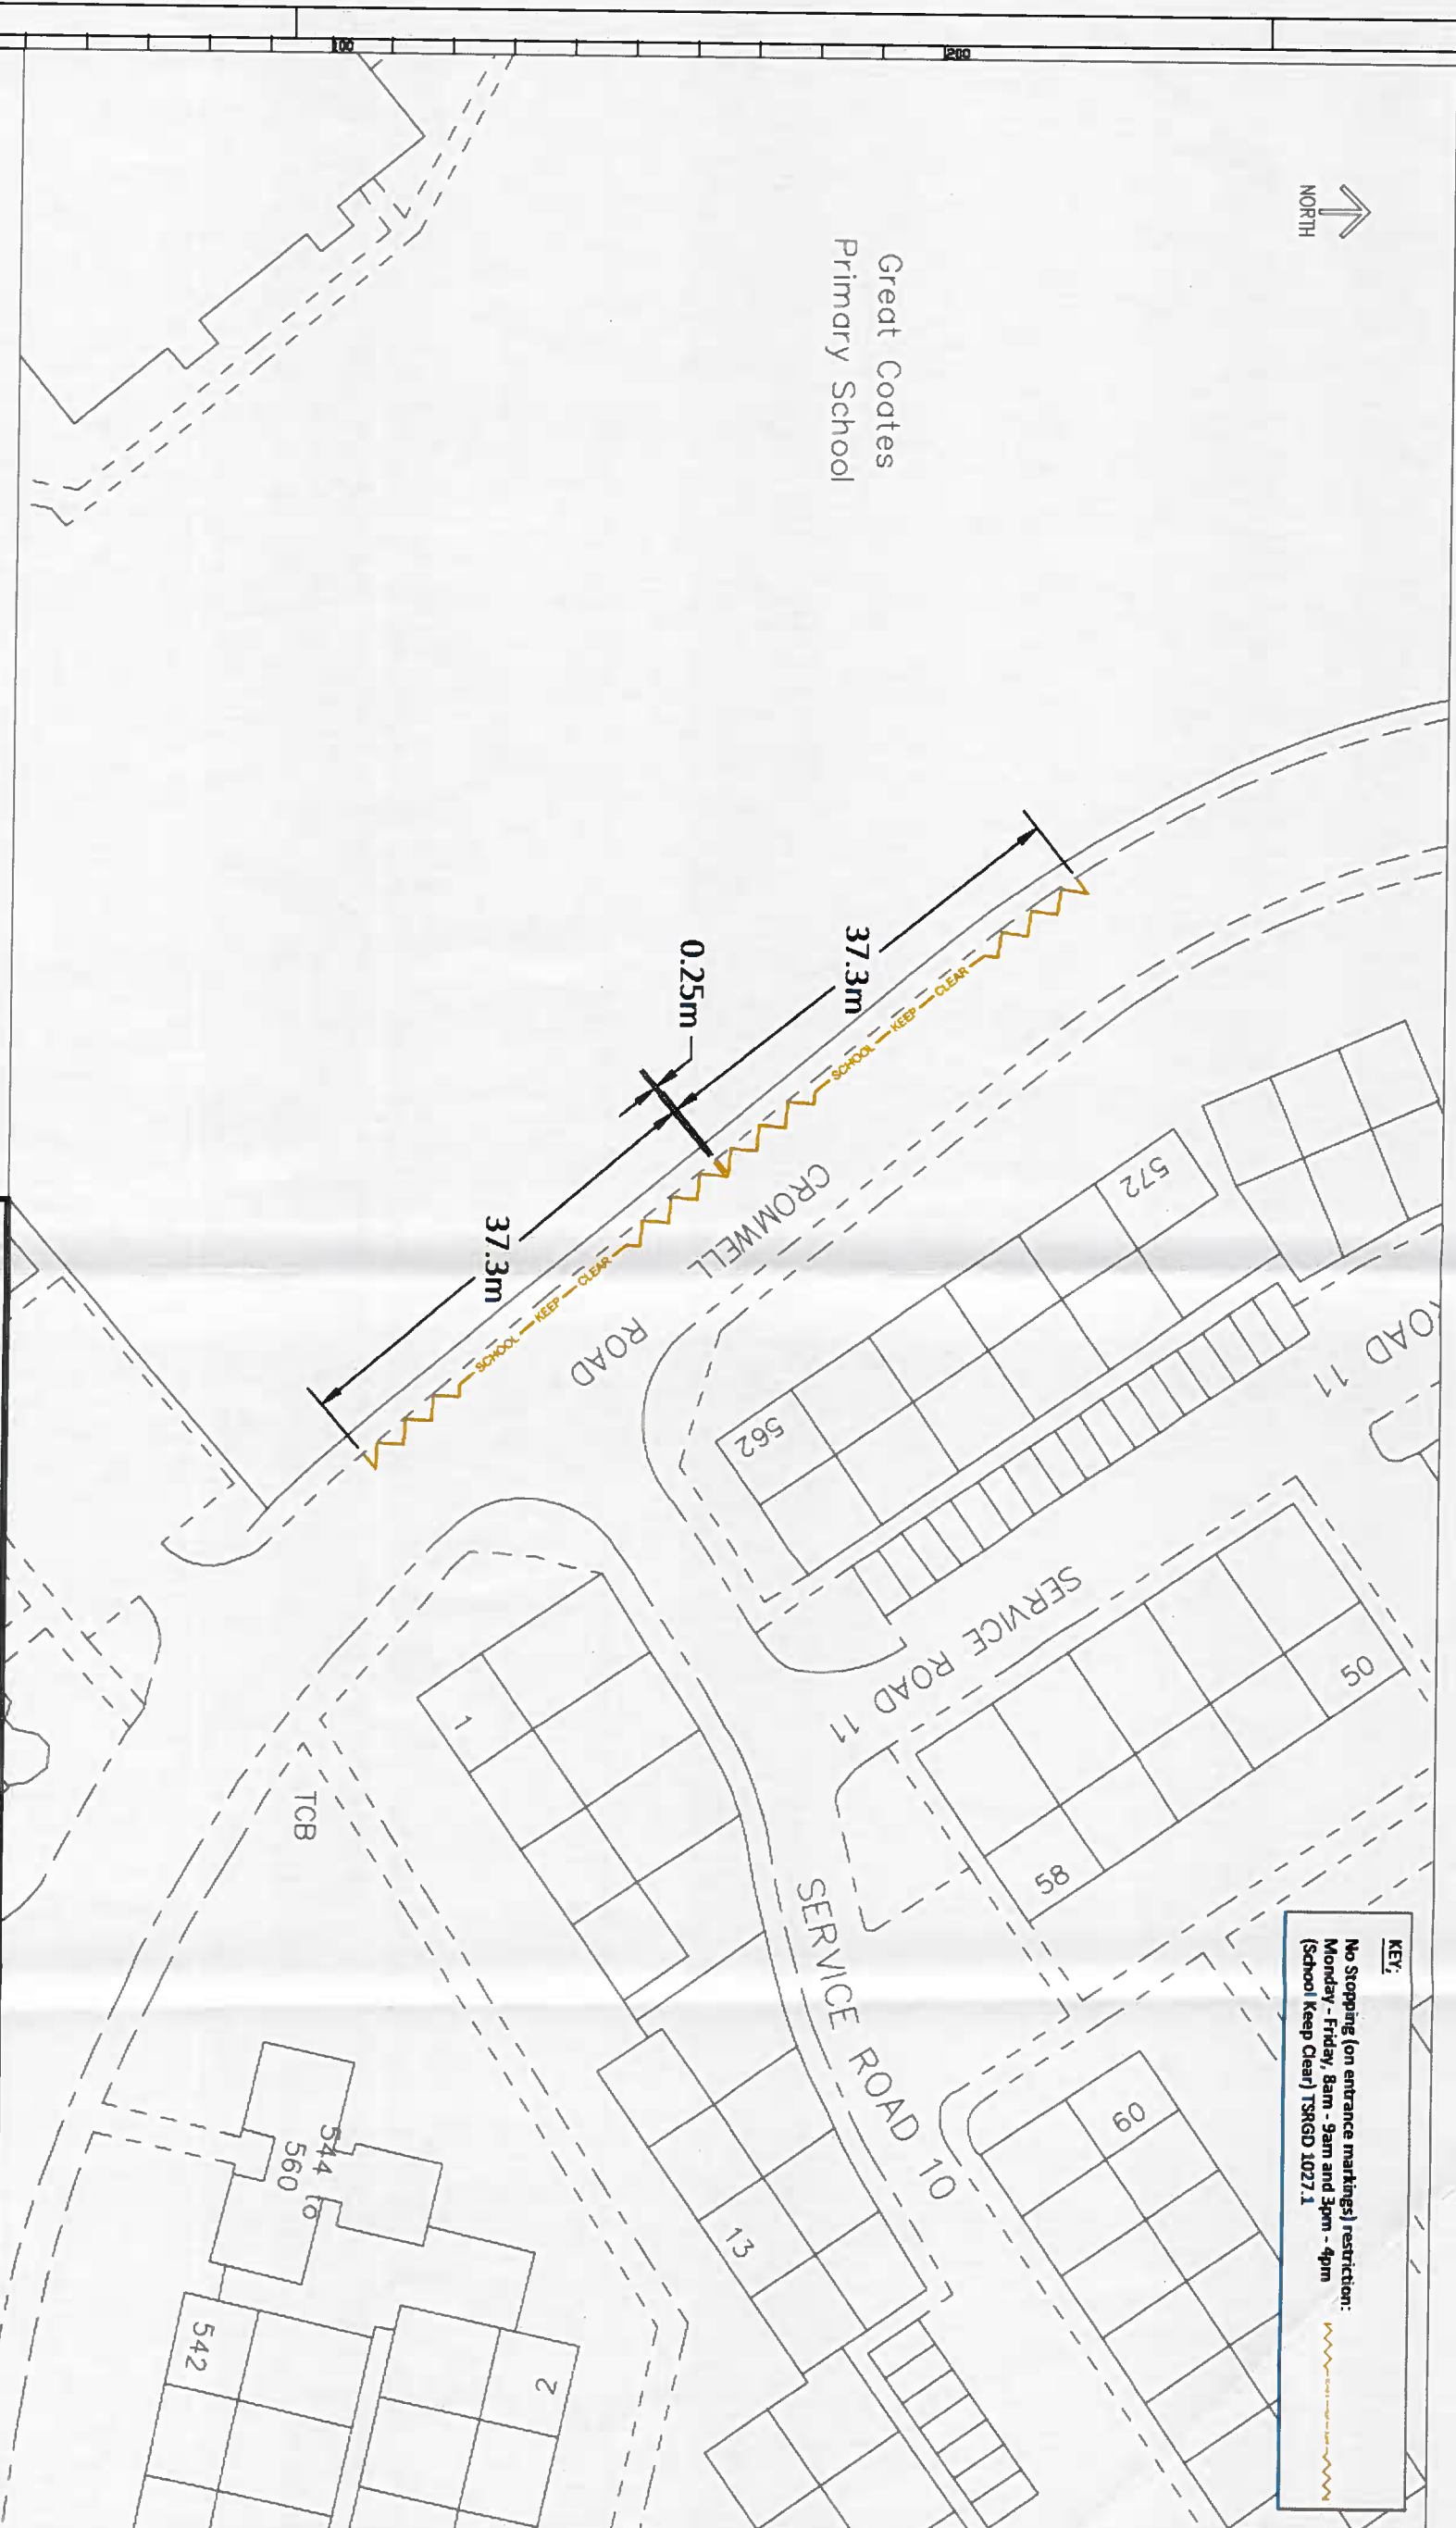 100
200
NORTH
Great Coates
Primary School
KEY;
No Stopping (on entrance markings) restriction:
Monday - Friday, 8am - 9am and 3pm - 4pm
(School Keep Clear) TSRGD 1027.1
37.3m
0.25m
37.3m
SCHOOL KEEP CLEAR
SCHOOL KEEP CLEAR
CROMWELL
ROAD
572
562
OAD 11
SERVICE ROAD 11
50
58
SERVICE ROAD 10
60
1
13
TCB
544
to
560
542
2